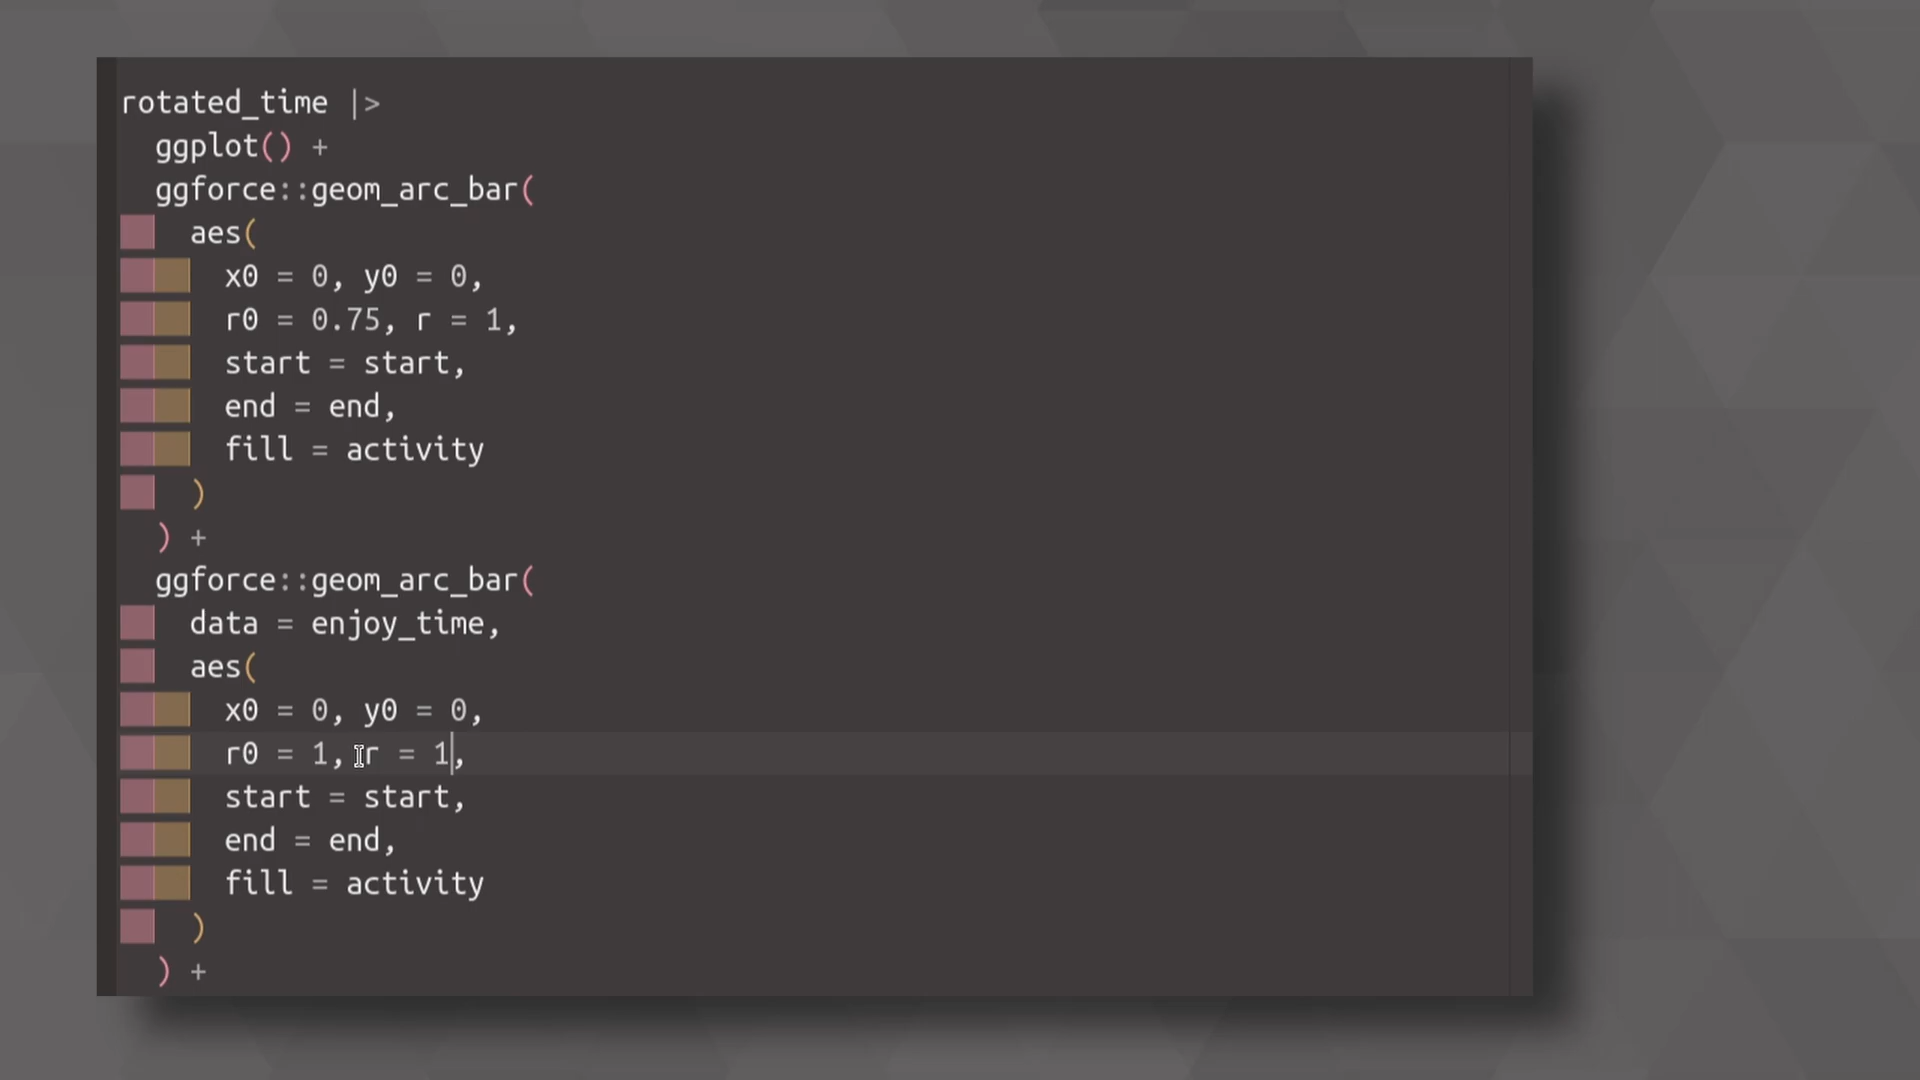 rotated_time |>
ggplot() +
ggforce::geom_arc_bar(
aes(
x0 = 0, y0 = 0,
r0 = 0.75, r = 1,
start = start,
end = end,
fill = activity
)
) +
ggforce::geom_arc_bar(
data = enjoy_time,
aes(
x0 = 0, y0 = 0,
r0 = 1, r = 1,
start = start,
end = end,
fill = activity
)
) +